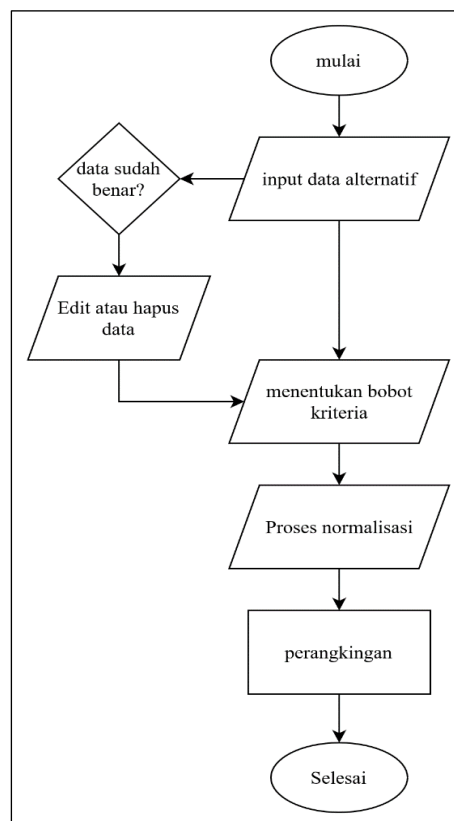 mulai
input data alternatif
data sudah
benar?
Edit atau hapus
data
menentukan bobot
kriteria
Proses normalisasi
perangkingan
Selesai